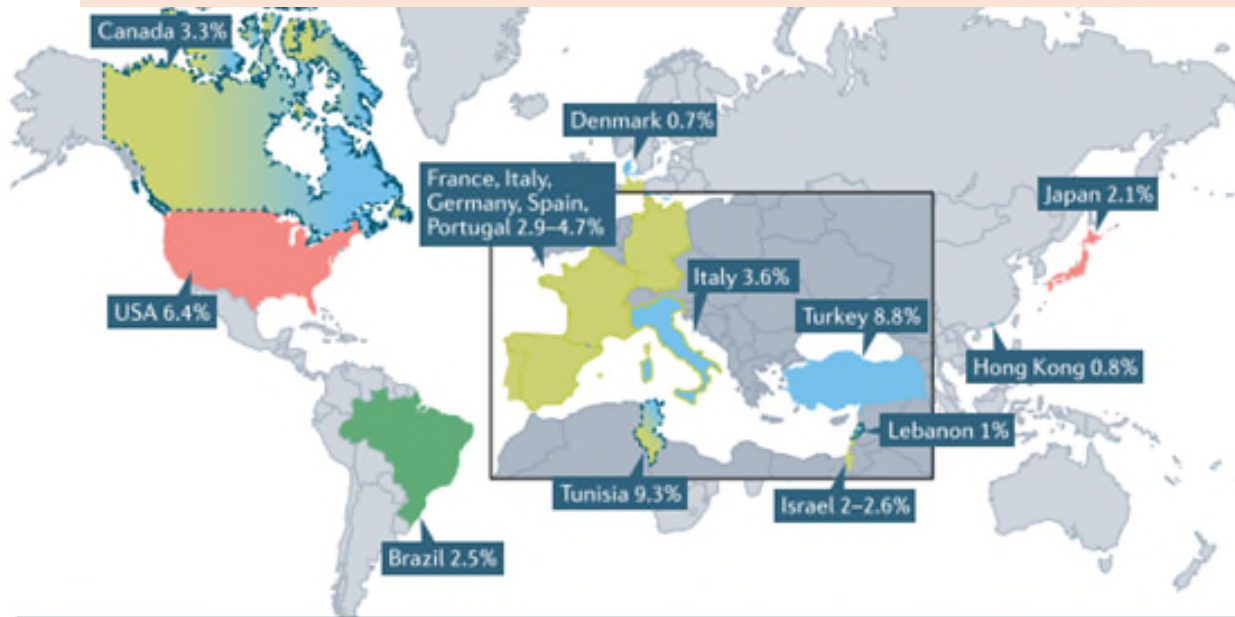 Canada 3.3%
Denmark 0.7%
France, Italy,
Germany, Spain,
Portugal 2.9–4.7%
Japan 2.1%
Italy 3.6%
USA 6.4%
Turkey 8.8%
Hong Kong 0.8%
Lebanon 1%
Tunisia 9.3%
Israel 2–2.6%
Brazil 2.5%